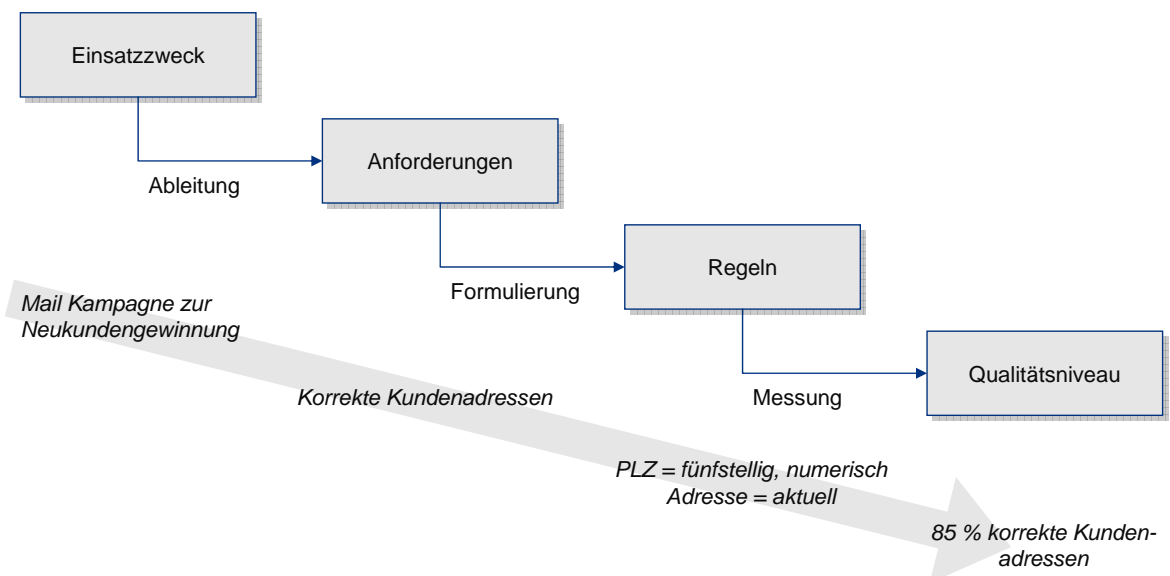 Einsatzzweck
Ableitung
Anforderungen
Formulierung
Regeln
Messung
Qualitätsniveau
Mail Kampagne zur
Neukundengewinnung
Korrekte Kundenadressen
PLZ = fünfstellig, numerisch
Adresse = aktuell
85 % korrekte Kunden-
adressen